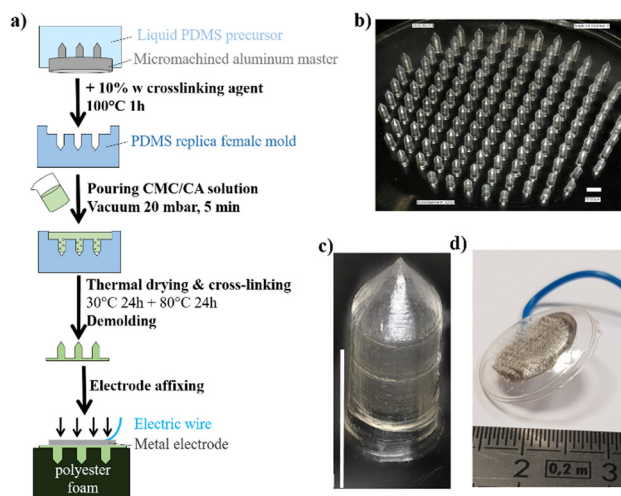 a)
Liquid PDMS precursor
Micromachined aluminum master
+ 10% w crosslinking agent
100°C 1h
PDMS replica female mold
Pouring CMC/CA solution
Vacuum 20 mbar, 5 min
Thermal drying & cross-linking
30°C 24h + 80°C 24h
Demolding
Electrode affixing
Electric wire
Metal electrode
polyester
foam
b)
c)
d)
2
0,2 m
3